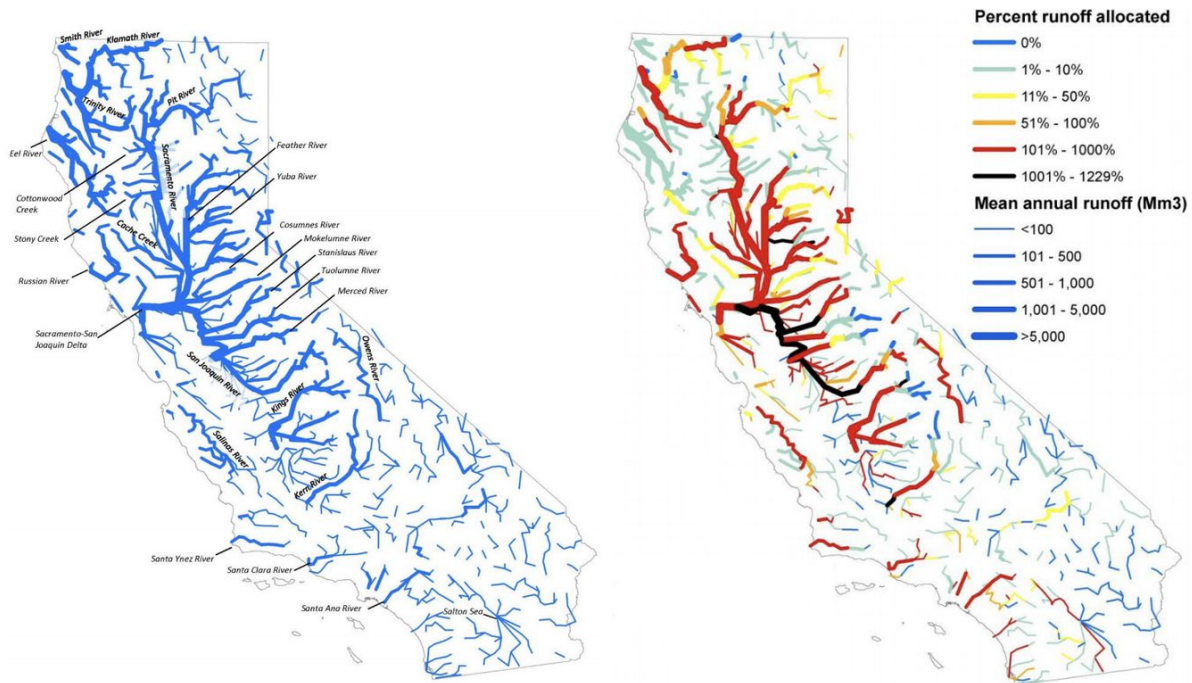 Smith River
Klamath River
Trinity River
Pit River
Eel River
Sacramento River
Feather River
Yuba River
Cottonwood
Creek
Stony Creek
Cache Creek
Cosumnes River
Mokelumne River
Stanislaus River
Tuolumne River
Merced River
Russian River
Sacramento-San
Joaquin Delta
San Joaquin River
Owens River
Kings River
Salinas River
Kern River
Santa Ynez River
Santa Clara River
Santa Ana River
Salton Sea
Percent runoff allocated
0%
1% - 10%
11% - 50%
51% - 100%
101% - 1000%
1001% - 1229%
Mean annual runoff (Mm3)
<100
101 - 500
501 - 1,000
1,001 - 5,000
>5,000